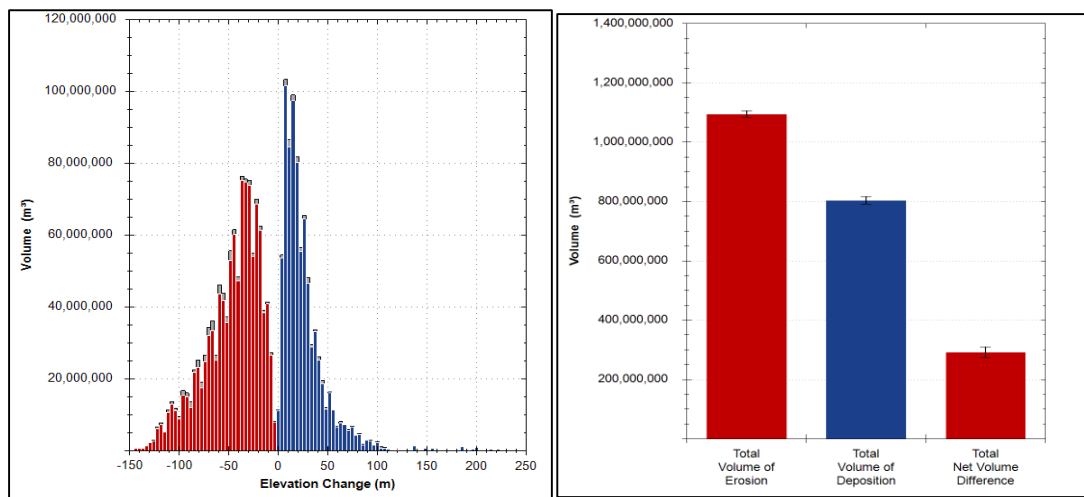 120,000,000
100,000,000
80,000,000
60,000,000
40,000,000
20,000,000
Volume (m³)
-150 -100 -50 0 50 100 150 200 250
Elevation Change (m)
1,400,000,000
1,200,000,000
1,000,000,000
800,000,000
600,000,000
400,000,000
200,000,000
Volume (m³)
Total Volume of Erosion
Total Volume of Deposition
Total Net Volume Difference